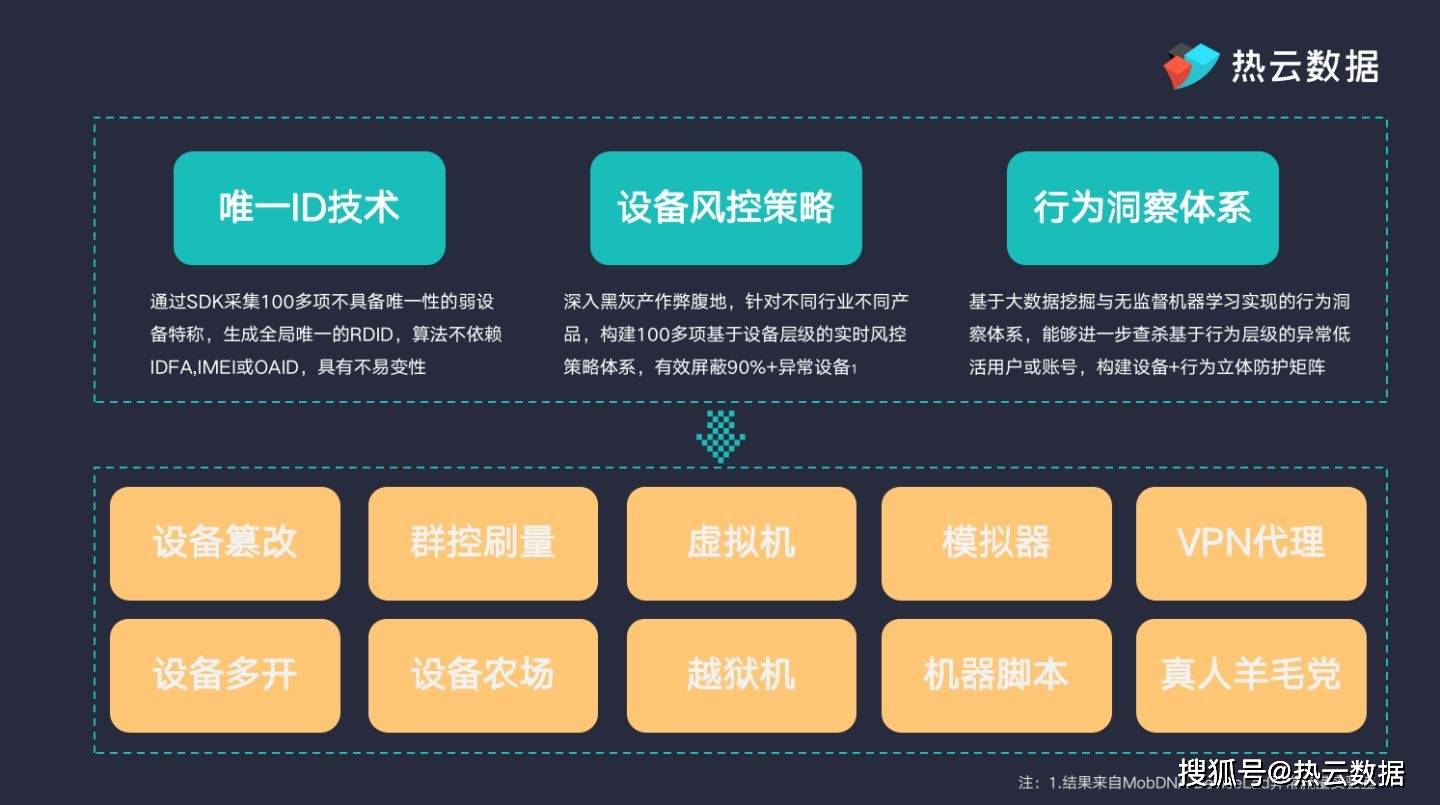 热云数据
唯一ID技术
设备风控策略
行为洞察体系
通过SDK采集100多项不具备唯一性的弱设
备特称，生成全局唯一的RDID，算法不依赖
IDFA,IMEI或OAID，具有不易变性
深入黑灰产作弊腹地，针对不同行业不同产
品，构建100多项基于设备层级的实时风控
策略体系，有效屏蔽90%+异常设备1
基于大数据挖掘与无监督机器学习实现的行为洞
察体系，能够进一步查杀基于行为层级的异常低
活用户或账号，构建设备+行为立体防护矩阵
设备篡改
群控刷量
虚拟机
模拟器
VPN代理
设备多开
设备农场
越狱机
机器脚本
真人羊毛党
注：1.结果来自MobDN
搜狐号@热云数据